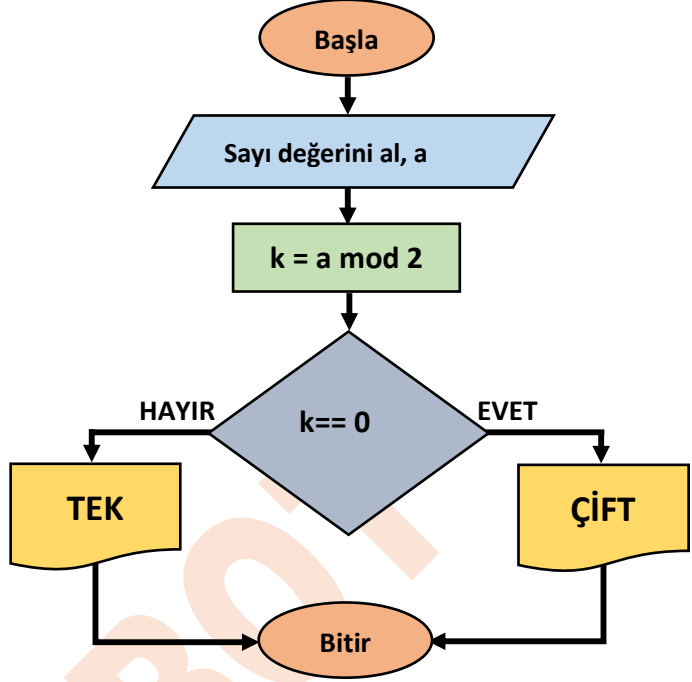 Başla
Sayı değerini al, a
k = a mod 2
k== 0
HAYIR
EVET
TEK
ÇİFT
Bitir